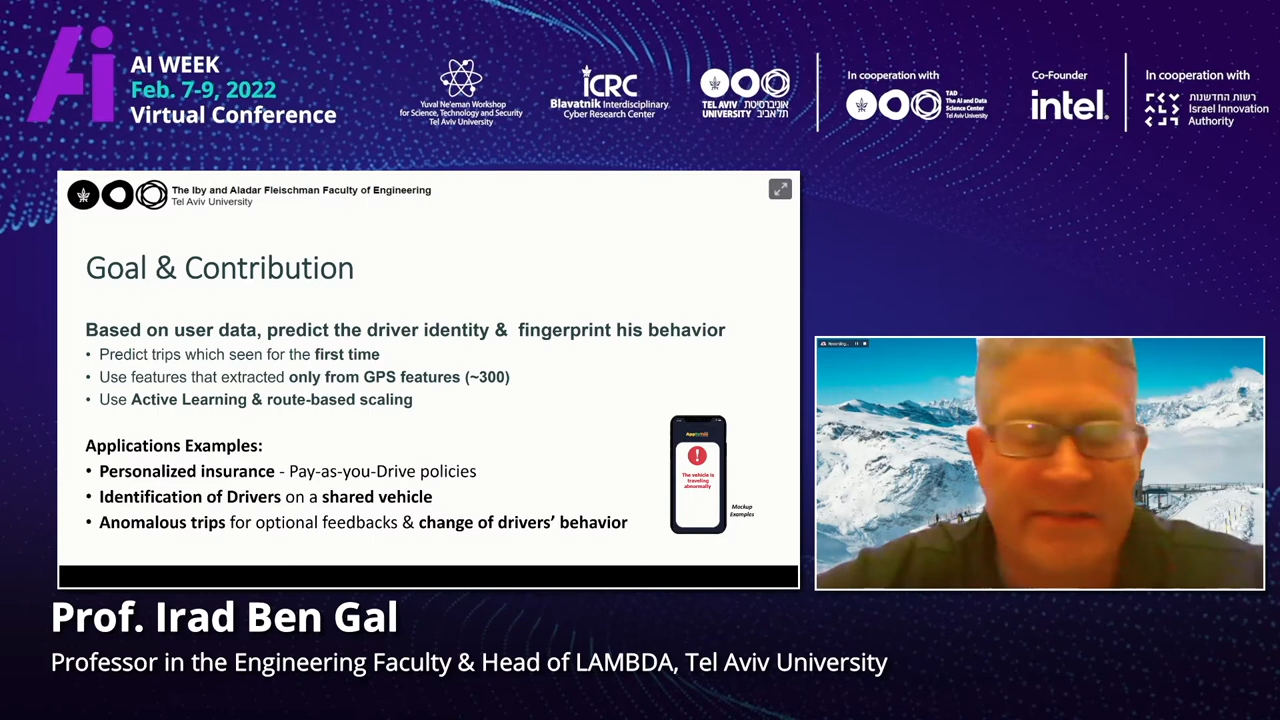 Ai
AI WEEK
Feb. 7-9, 2022
Virtual Conference
Yuval Ne'eman Workshop
for Science, Technology and Security
Tel Aviv University
iCRC
Blavatnik Interdisciplinary
Cyber Research Center
TEL AVIV אוניברסיטת
UNIVERSITY תל אביב
In cooperation with
TAD
The AI and Data
Science Center
Tel Aviv University
Co-Founder
intel.
In cooperation with
רשות החדשנות
Israel Innovation
Authority
The Iby and Aladar Fleischman Faculty of Engineering
Tel Aviv University
Goal & Contribution
Based on user data, predict the driver identity & fingerprint his behavior
• Predict trips which seen for the first time
• Use features that extracted only from GPS features (~300)
• Use Active Learning & route-based scaling
Applications Examples:
• Personalized insurance - Pay-as-you-Drive policies
• Identification of Drivers on a shared vehicle
• Anomalous trips for optional feedbacks & change of drivers' behavior
The vehicle is
traveling
abnormally
Mockup
Examples
Recording...
Prof. Irad Ben Gal
Professor in the Engineering Faculty & Head of LAMBDA, Tel Aviv University